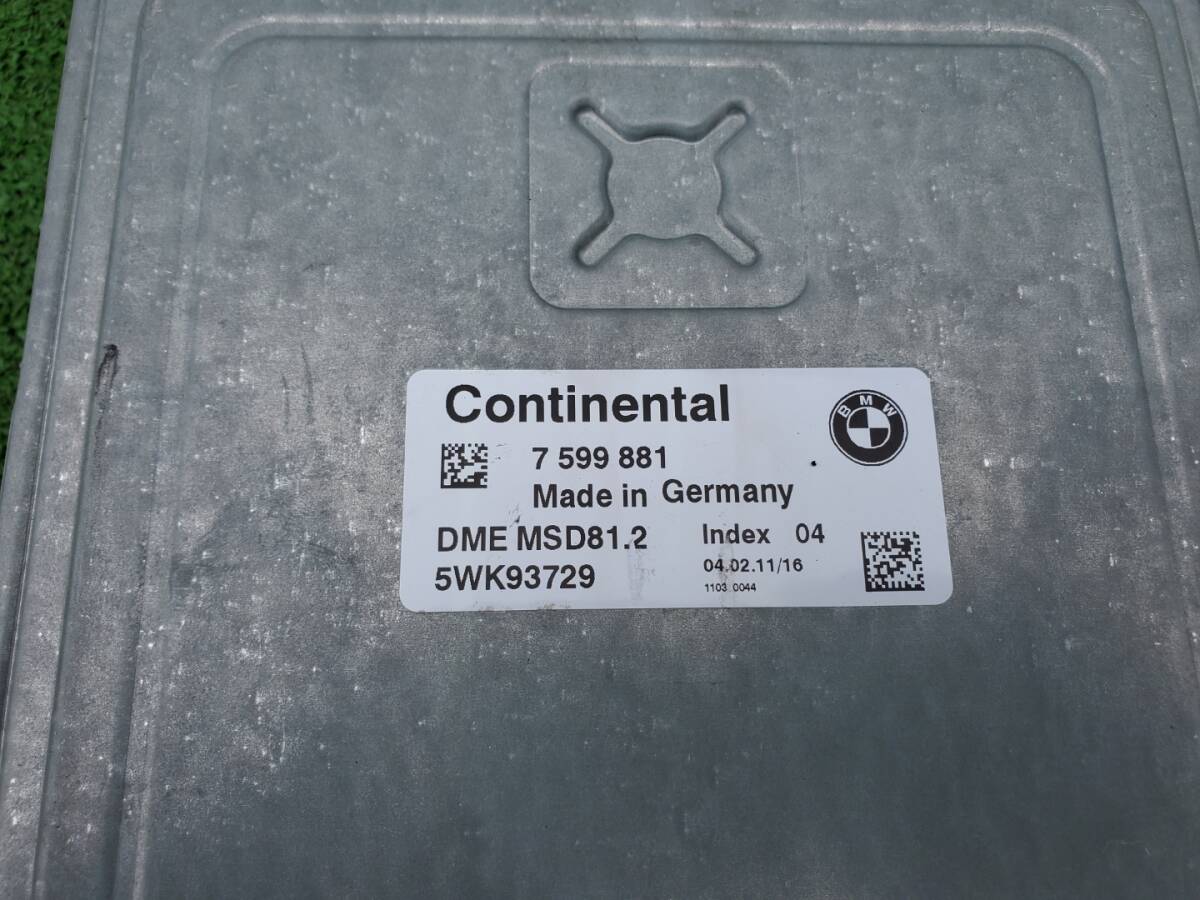 Continental
BMW
7 599 881
Made in Germany
DME MSD81.2
Index 04
5WK93729
04.02.11/16
1103 0044